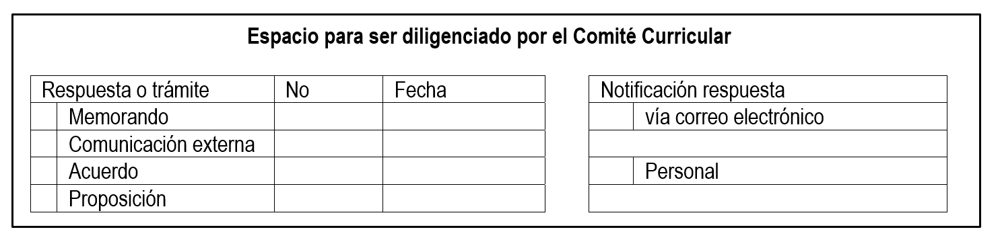 Espacio para ser diligenciado por el Comité Curricular
Respuesta o trámite No Fecha
Memorando
Comunicación externa
Acuerdo
Proposición
Notificación respuesta
vía correo electrónico
Personal